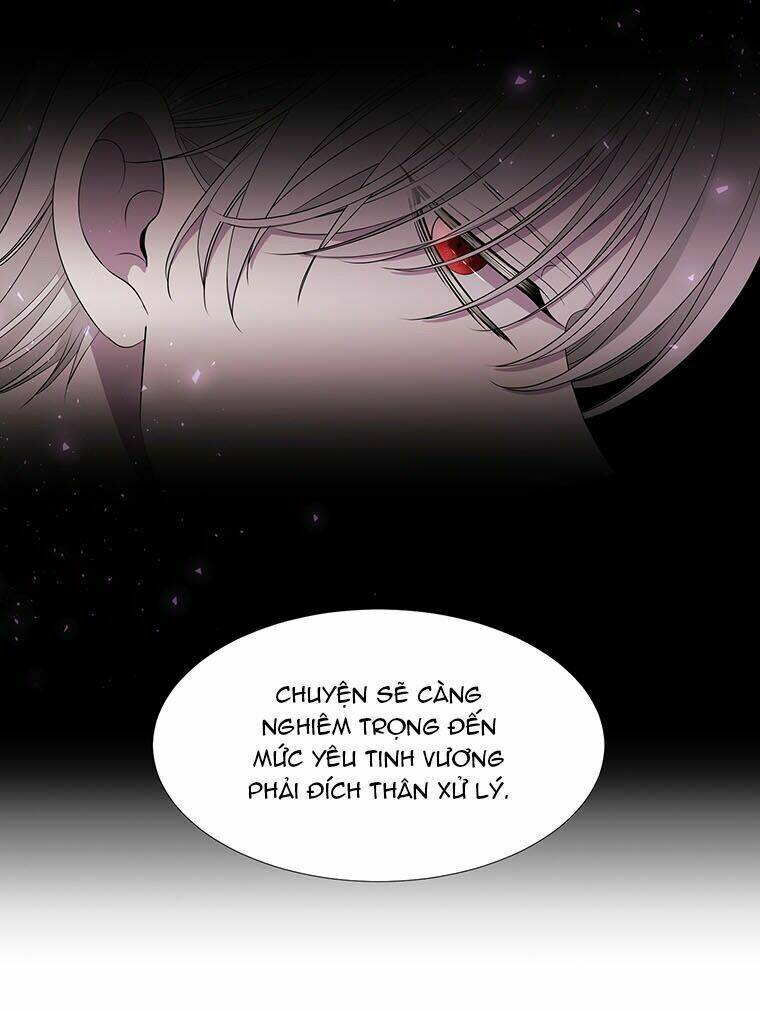 CHUYỆN SẼ CÀNG
NGHIÊM TRỌNG ĐẾN
MỨC YÊU TINH VƯƠNG
PHẢI ĐÍCH THÂN XỬ LÝ.